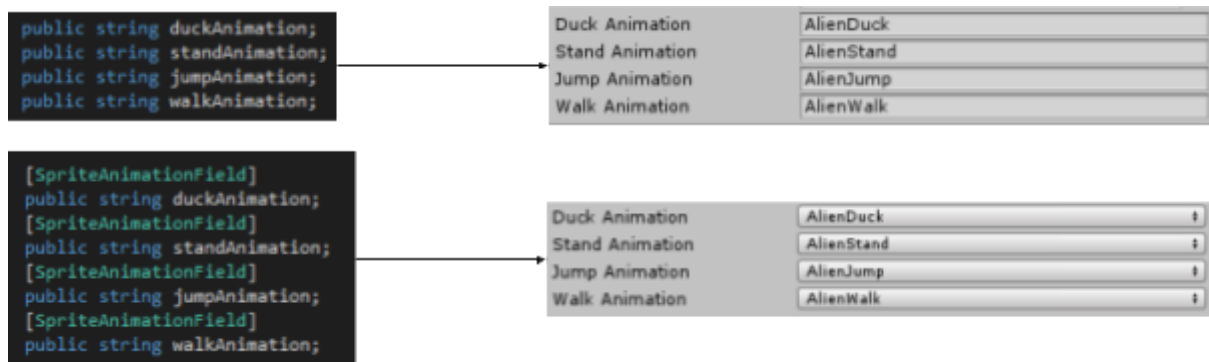 public string duckAnimation;
public string standAnimation;
public string jumpAnimation;
public string walkAnimation;
Duck Animation AlienDuck
Stand Animation AlienStand
Jump Animation AlienJump
Walk Animation AlienWalk
[SpriteAnimationField]
public string duckAnimation;
[SpriteAnimationField]
public string standAnimation;
[SpriteAnimationField]
public string jumpAnimation;
[SpriteAnimationField]
public string walkAnimation;
Duck Animation AlienDuck
Stand Animation AlienStand
Jump Animation AlienJump
Walk Animation AlienWalk